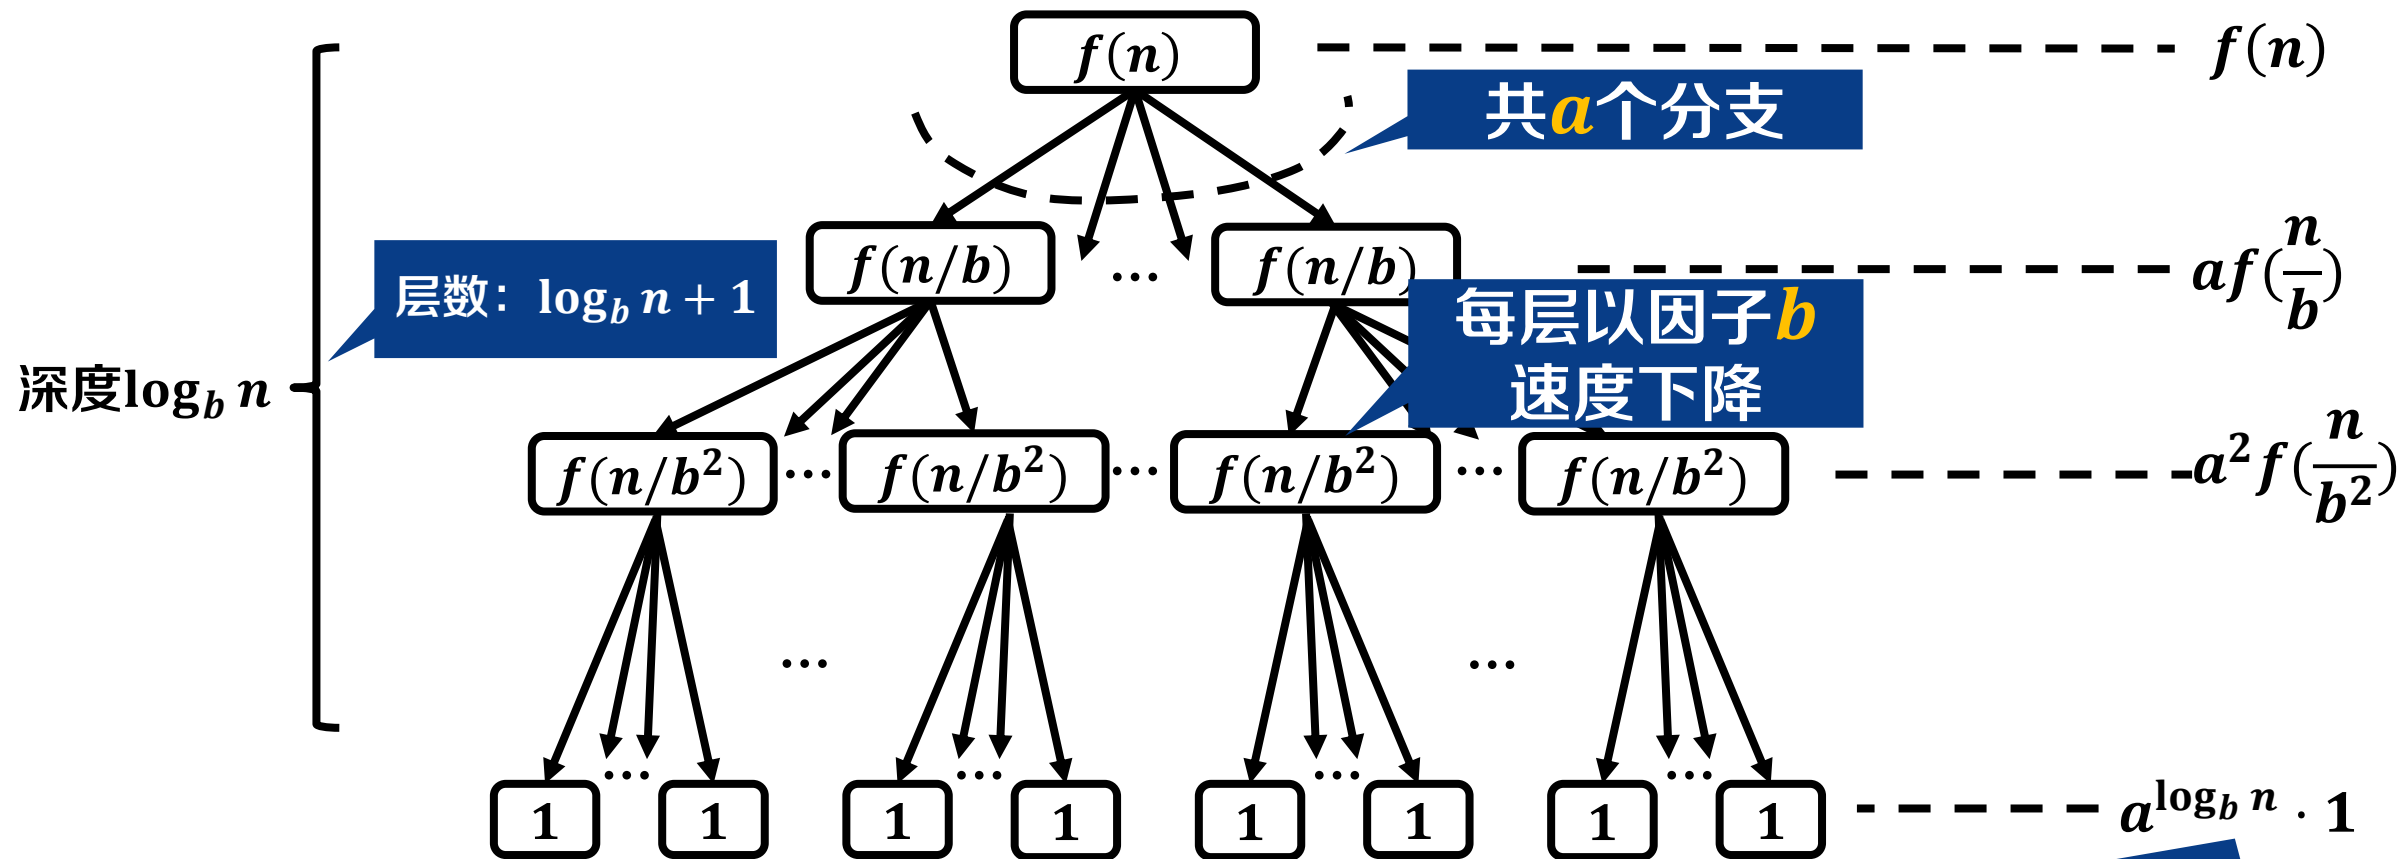 f(n) f(n)
共a个分支
f(n/b) … f(n/b) af(n/b)
层数：log_b n + 1
每层以因子b
速度下降
深度log_b n
f(n/b²) … f(n/b²) … f(n/b²) … f(n/b²) a²f(n/b²)
… …
… … … …
1 1 1 1 1 1 1 1 a^{log_b n} · 1